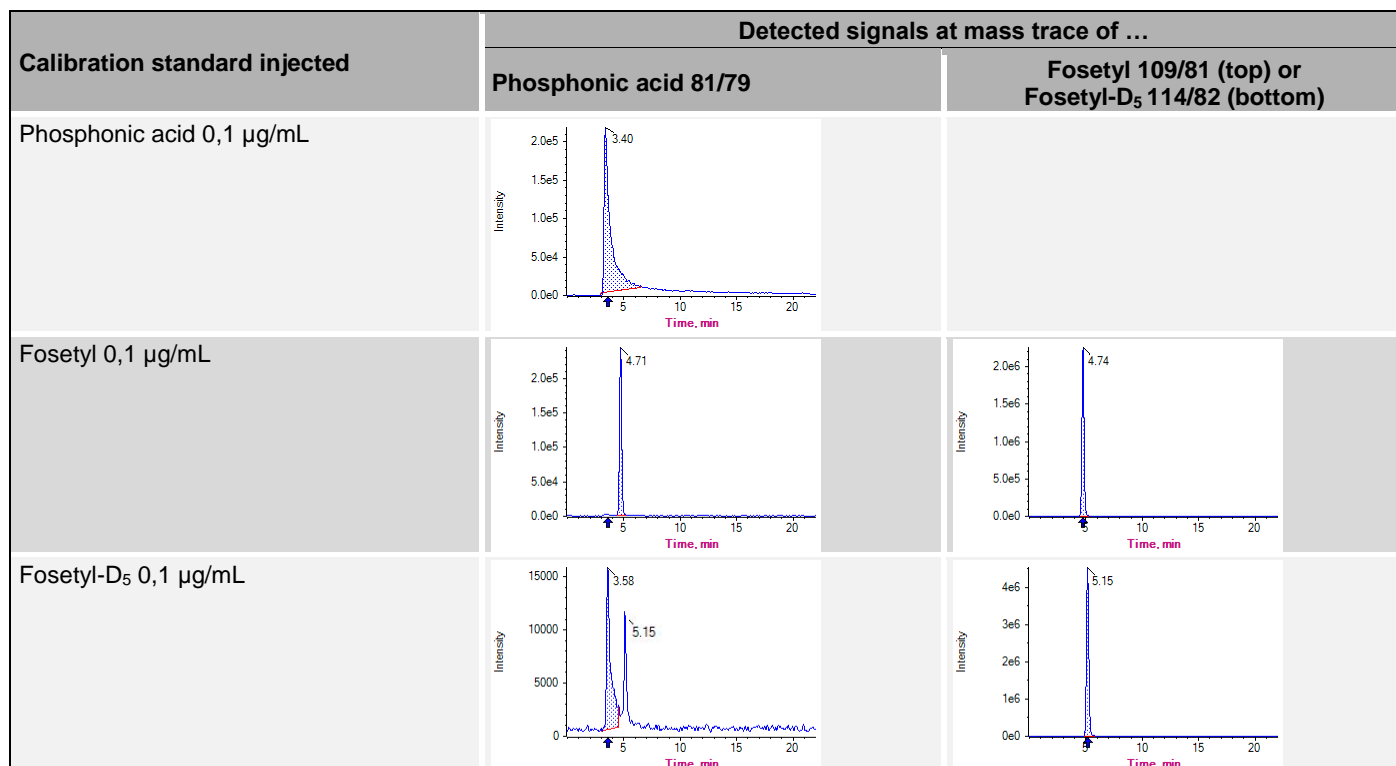 Calibration standard injected
Detected signals at mass trace of …
Phosphonic acid 81/79
Fosetyl 109/81 (top) or
Fosetyl-D₅ 114/82 (bottom)
Phosphonic acid 0,1 µg/mL
3.40
2.0e5
1.5e5
1.0e5
5.0e4
0.0e0
Intensity
5 10 15 20
Time, min
Fosetyl 0,1 µg/mL
4.71
2.0e5
1.5e5
1.0e5
5.0e4
0.0e0
Intensity
5 10 15 20
Time, min
4.74
2.0e6
1.5e6
1.0e6
5.0e5
0.0e0
Intensity
5 10 15 20
Time, min
Fosetyl-D₅ 0,1 µg/mL
3.58
5.15
15000
10000
5000
0
Intensity
5 10 15 20
Time, min
5.15
4e6
3e6
2e6
1e6
0e0
Intensity
5 10 15 20
Time, min